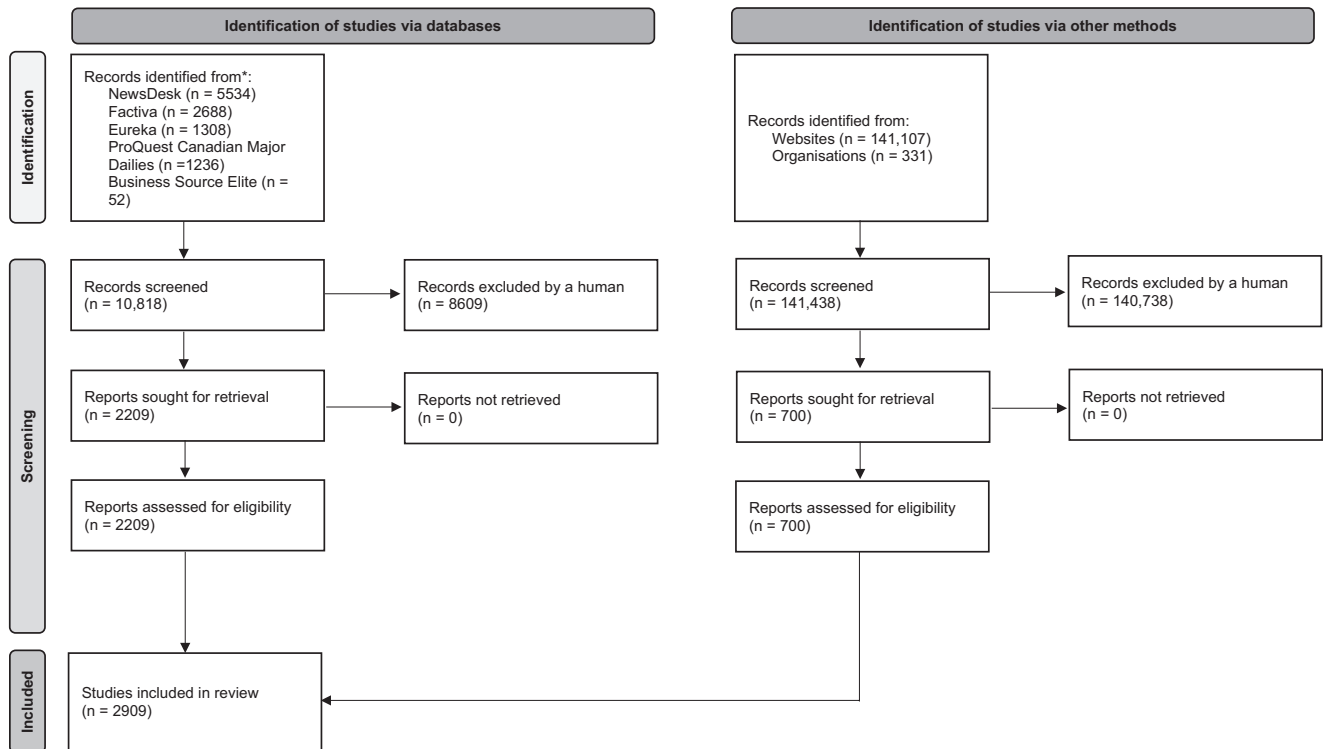 Identification of studies via databases
Identification of studies via other methods
Identification
Records identified from*:
NewsDesk (n = 5534)
Factiva (n = 2688)
Eureka (n = 1308)
ProQuest Canadian Major
Dailies (n =1236)
Business Source Elite (n =
52)
Records identified from:
Websites (n = 141,107)
Organisations (n = 331)
Screening
Records screened
(n = 10,818)
Records excluded by a human
(n = 8609)
Records screened
(n = 141,438)
Records excluded by a human
(n = 140,738)
Reports sought for retrieval
(n = 2209)
Reports not retrieved
(n = 0)
Reports sought for retrieval
(n = 700)
Reports not retrieved
(n = 0)
Reports assessed for eligibility
(n = 2209)
Reports assessed for eligibility
(n = 700)
Included
Studies included in review
(n = 2909)